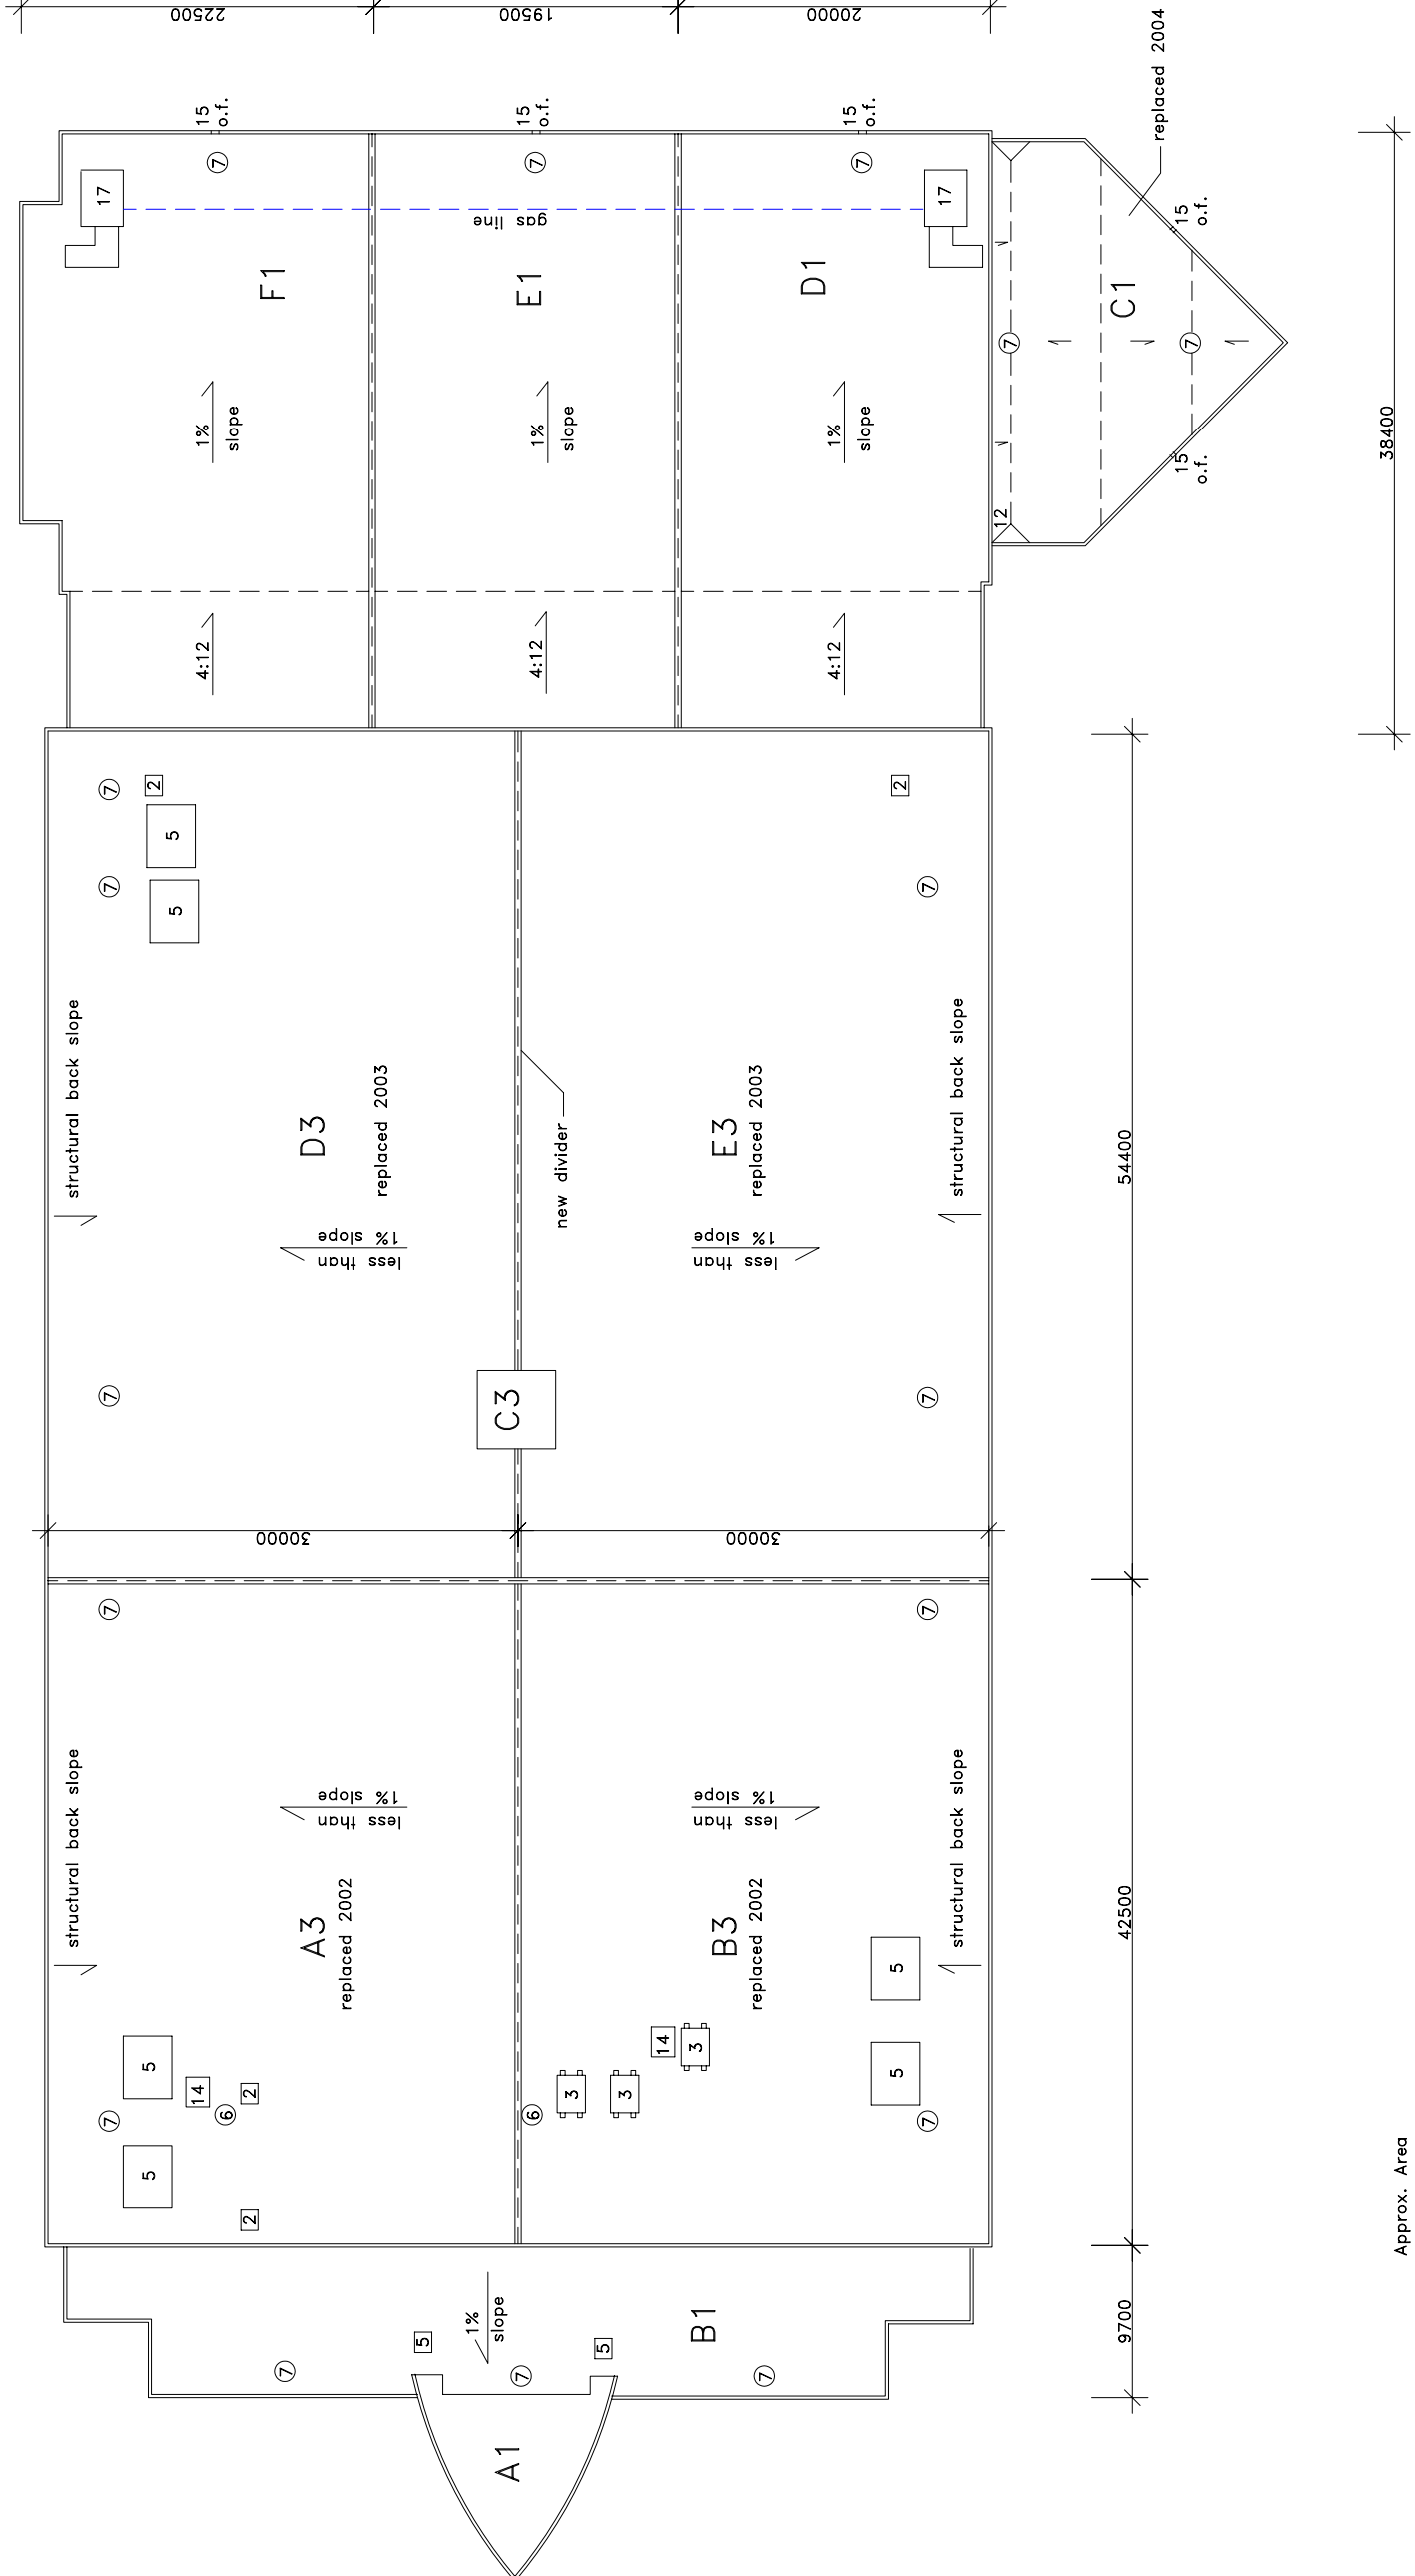 22500
19500
20000
replaced 2004
15
o.f.
15
o.f.
15
o.f.
7
7
7
17
17
gas line
F1
E1
D1
C1
15
o.f.
15
o.f.
7
7
12
1%
slope
1%
slope
1%
slope
4:12
4:12
4:12
38400
7
2
5
7
5
2
7
structural back slope
structural back slope
D3
replaced 2003
E3
replaced 2003
new divider
less than
1% slope
less than
1% slope
54400
7
C3
7
30000
30000
7
7
structural back slope
structural back slope
less than
1% slope
less than
1% slope
A3
replaced 2002
B3
replaced 2002
42500
5
14
2
7
6
5
2
6
3
3
14
3
5
5
7
1%
slope
B1
5
5
7
7
7
9700
A1
Approx. Area